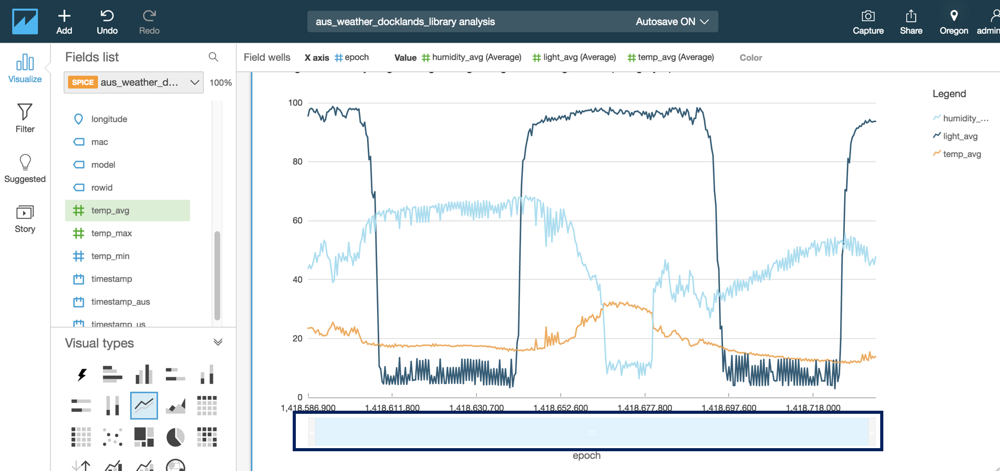 Add
Undo
Redo
aus_weather_docklands_library analysis
Autosave ON
Capture
Share
Oregon
admin
Visualize
Filter
Suggested
Story
Fields list
SPICE aus_weather_d...
100%
longitude
mac
model
rowid
temp_avg
temp_max
temp_min
timestamp
timestamp_aus
timestamp_us
Visual types
Field wells X axis epoch Value humidity_avg (Average) light_avg (Average) temp_avg (Average) Color
100
80
60
40
20
0
1,418,586,900 1,418,611,800 1,418,630,700 1,418,652,600 1,418,677,800 1,418,697,600 1,418,718,000
epoch
Legend
humidity_...
light_avg
temp_avg